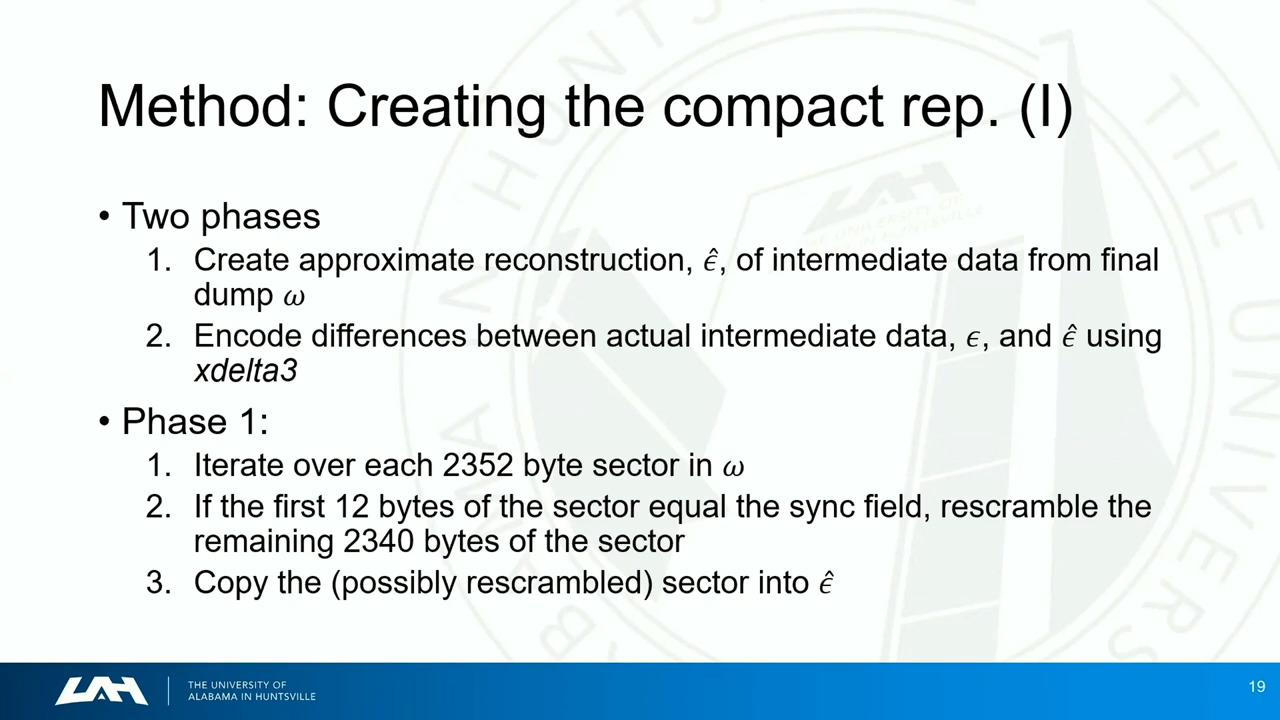 Method: Creating the compact rep. (I)
• Two phases
1. Create approximate reconstruction, ϵ̂, of intermediate data from final
dump ω
2. Encode differences between actual intermediate data, ϵ, and ϵ̂ using
xdelta3
• Phase 1:
1. Iterate over each 2352 byte sector in ω
2. If the first 12 bytes of the sector equal the sync field, rescramble the
remaining 2340 bytes of the sector
3. Copy the (possibly rescrambled) sector into ϵ̂
UAH
THE UNIVERSITY OF
ALABAMA IN HUNTSVILLE
19